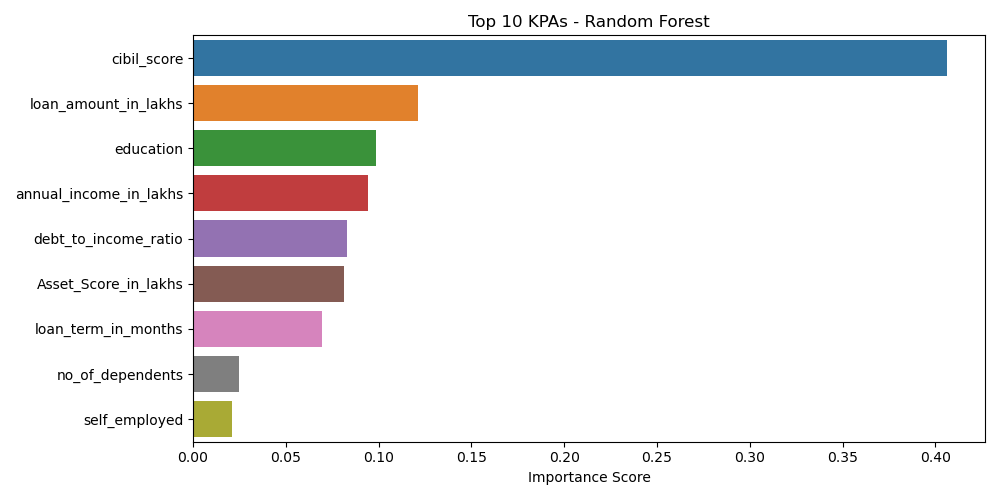 Top 10 KPAs - Random Forest
cibil_score
loan_amount_in_lakhs
education
annual_income_in_lakhs
debt_to_income_ratio
Asset_Score_in_lakhs
loan_term_in_months
no_of_dependents
self_employed
0.00 0.05 0.10 0.15 0.20 0.25 0.30 0.35 0.40
Importance Score